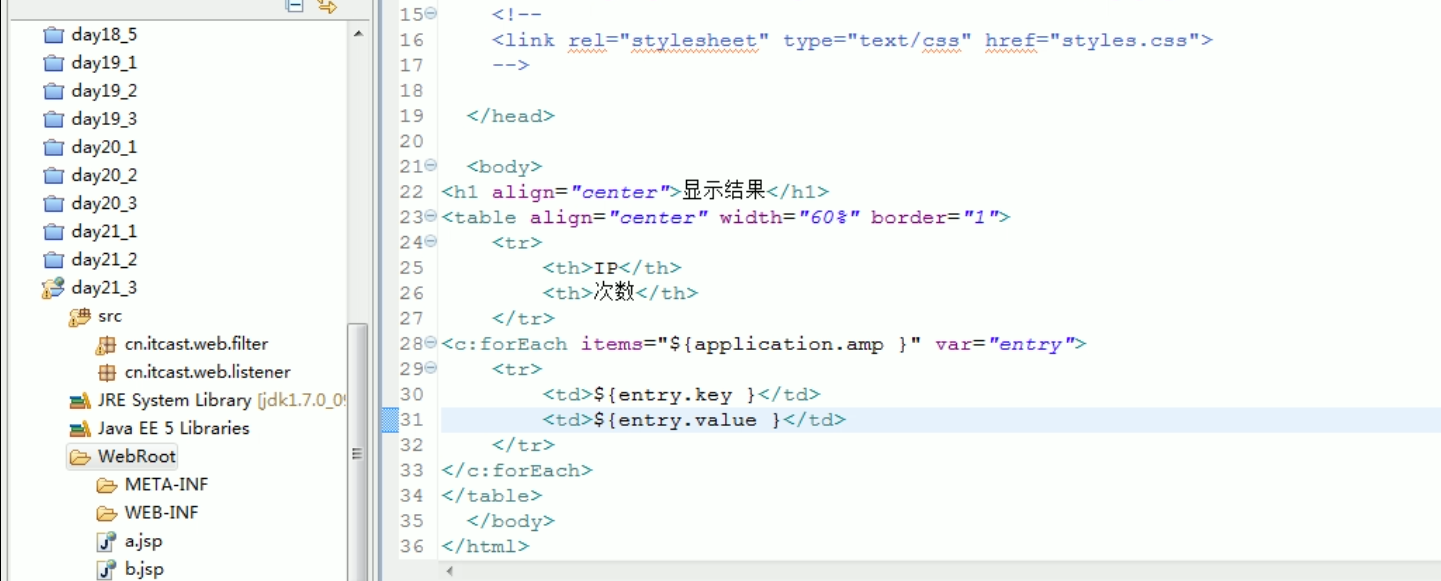 day18_5
day19_1
day19_2
day19_3
day20_1
day20_2
day20_3
day21_1
day21_2
day21_3
src
cn.itcast.web.filter
cn.itcast.web.listener
JRE System Library [jdk1.7.0_0
Java EE 5 Libraries
WebRoot
META-INF
WEB-INF
a.jsp
b.jsp
15 <!--
16 <link rel="stylesheet" type="text/css" href="styles.css">
17 -->
18
19 </head>
20
21 <body>
22 <h1 align="center">显示结果</h1>
23 <table align="center" width="60%" border="1">
24 <tr>
25 <th>IP</th>
26 <th>次数</th>
27 </tr>
28 <c:forEach items="${application.amp }" var="entry">
29 <tr>
30 <td>${entry.key }</td>
31 <td>${entry.value }</td>
32 </tr>
33 </c:forEach>
34 </table>
35 </body>
36 </html>